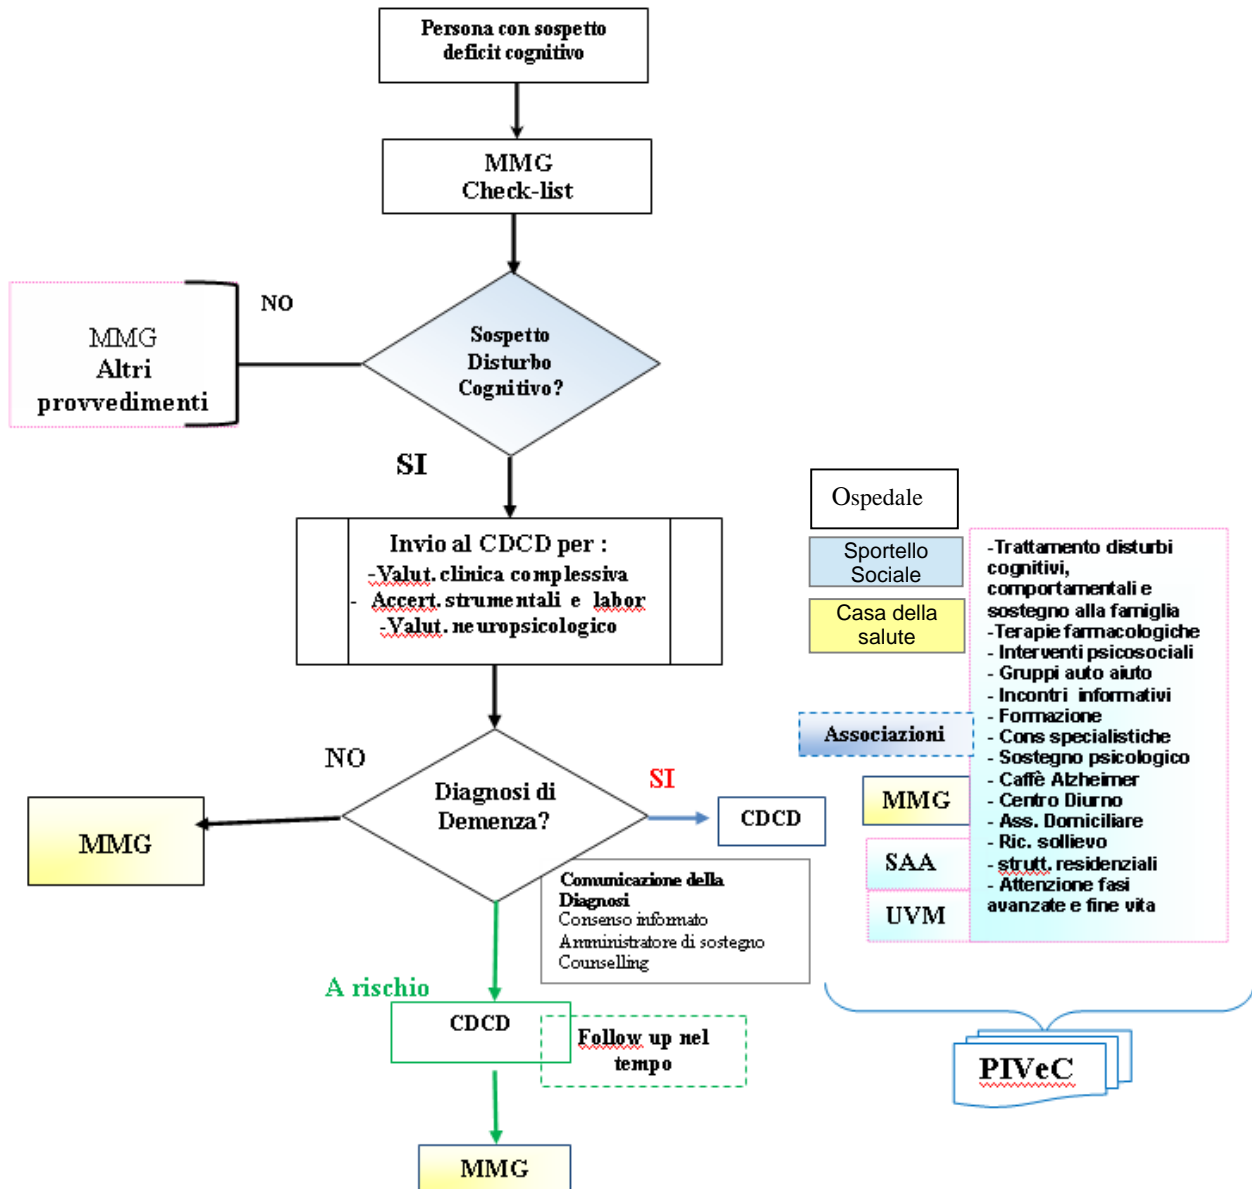 Persona con sospetto
deficit cognitivo
MMG
Check-list
NO
MMG
Altri
provvedimenti
Sospetto
Disturbo
Cognitivo?
SI
Invio al CDCD per :
-Valut. clinica complessiva
- Accert. strumentali e labor
-Valut. neuropsicologico
Ospedale
Sportello
Sociale
Casa della
salute
Associazioni
MMG
SAA
UVM
-Trattamento disturbi
cognitivi,
comportamentali e
sostegno alla famiglia
-Terapie farmacologiche
- Interventi psicosociali
- Gruppi auto aiuto
- Incontri informativi
- Formazione
- Cons specialistiche
- Sostegno psicologico
- Caffè Alzheimer
- Centro Diurno
- Ass. Domiciliare
- Ric. sollievo
- strutt. residenziali
- Attenzione fasi
avanzate e fine vita
NO
SI
Diagnosi di
Demenza?
MMG
CDCD
Comunicazione della
Diagnosi
Consenso informato
Amministratore di sostegno
Counselling
A rischio
CDCD
Follow up nel
tempo
PIVeC
MMG